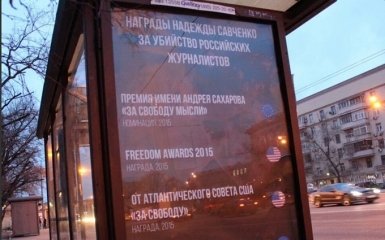 НАГРАДЫ НАДЕЖДЫ САВЧЕНКО
ЗА УБИЙСТВО РОССИЙСКИХ
ЖУРНАЛИСТОВ
ПРЕМИЯ ИМЕНИ АНДРЕЯ САХАРОВА
«ЗА СВОБОДУ МЫСЛИ»
НОМИНАЦИЯ, 2015
FREEDOM AWARDS 2015
НАГРАДА, 2015
ОТ АТЛАНТИЧЕСКОГО СОВЕТА США
«ЗА СВОБОДУ»
НАГРАДА, 2015